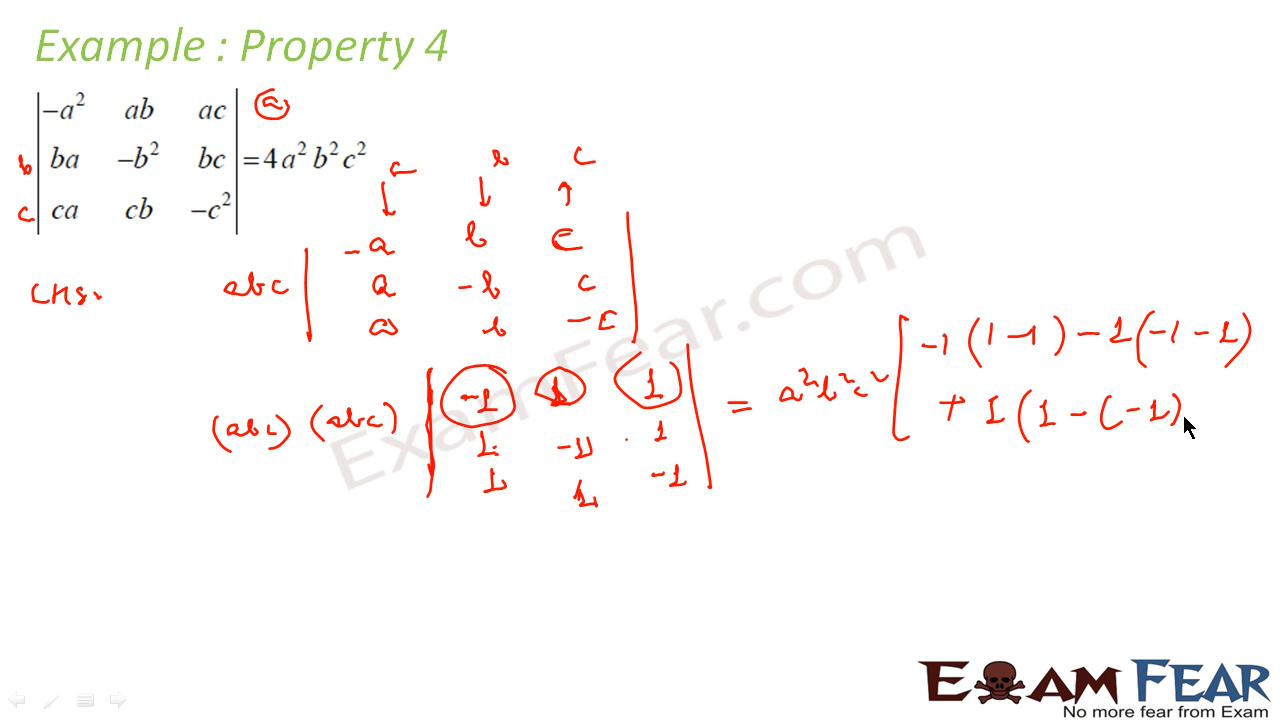 Example : Property 4
| −a² ab ac | ⓐ
b | ba −b² bc | = 4a²b²c²
c | ca cb −c² |
a b c
↓ ↓ ↑
LHS:
abc | −a b c |
| a −b c |
| a b −c |
(abc) (abc) | −1 1 1 |
| 1 −1 1 |
| 1 1 −1 |
= a²b²c² [ −1 (1−1) − 1 (−1 − 1)
+ 1 (1 − (−1)
ExamFear.com
EXAM FEAR
No more fear from Exam